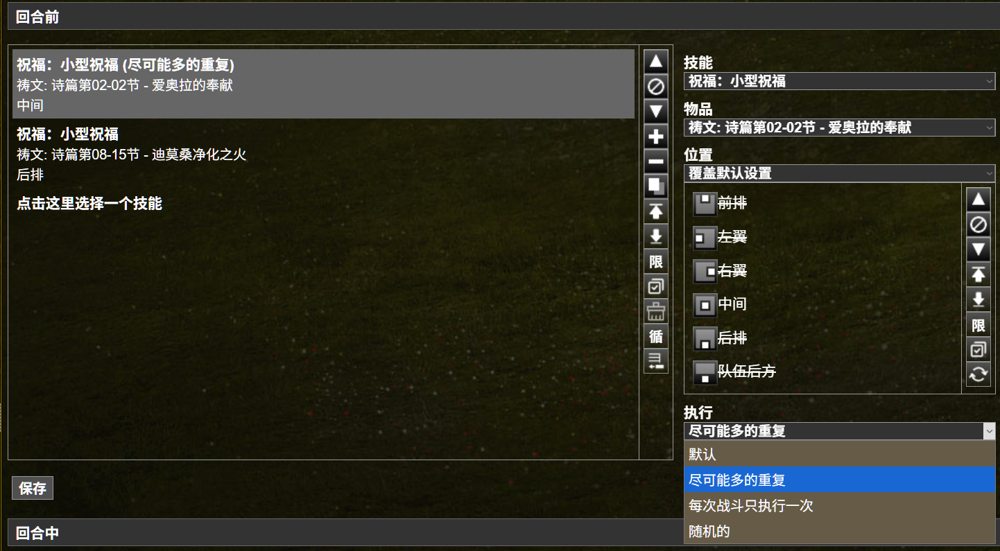 回合前
祝福：小型祝福 (尽可能多的重复)
祷文: 诗篇第02-02节 - 爱奥拉的奉献
中间
祝福：小型祝福
祷文: 诗篇第08-15节 - 迪莫桑净化之火
后排
点击这里选择一个技能
限
循
保存
技能
祝福：小型祝福
物品
祷文: 诗篇第02-02节 - 爱奥拉的奉献
位置
覆盖默认设置
前排
左翼
右翼
中间
后排
队伍后方
限
执行
尽可能多的重复
默认
尽可能多的重复
每次战斗只执行一次
随机的
回合中